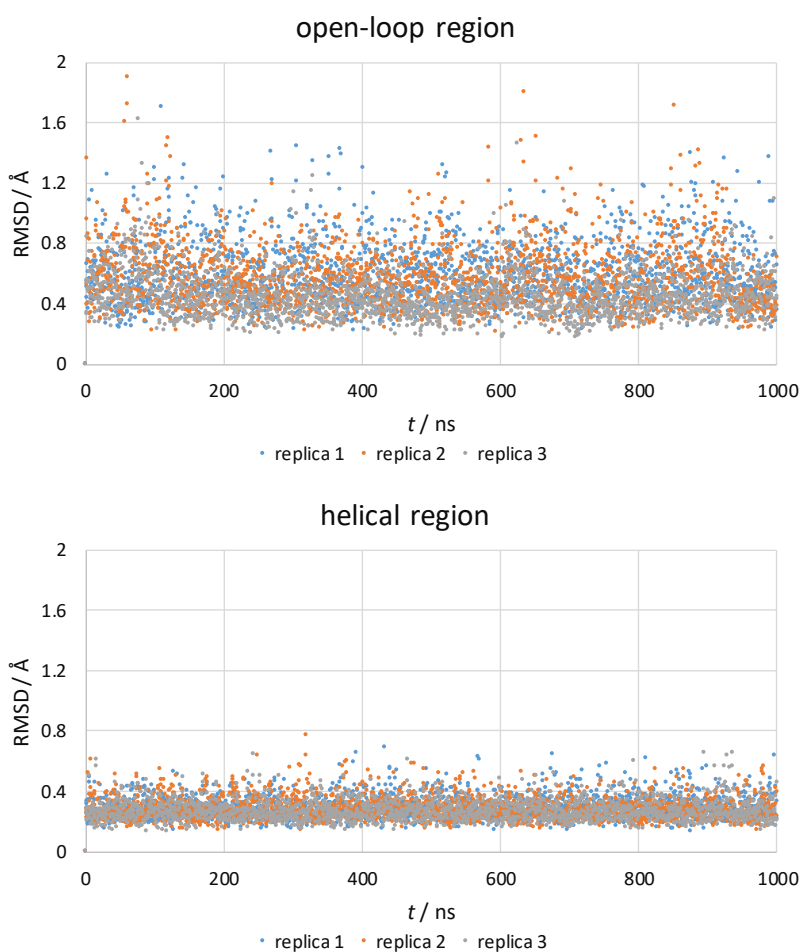 open-loop region
2
1.6
1.2
0.8
0.4
0
RMSD / Å
0 200 400 600 800 1000
t / ns
replica 1 replica 2 replica 3
helical region
2
1.6
1.2
0.8
0.4
0
RMSD / Å
0 200 400 600 800 1000
t / ns
replica 1 replica 2 replica 3